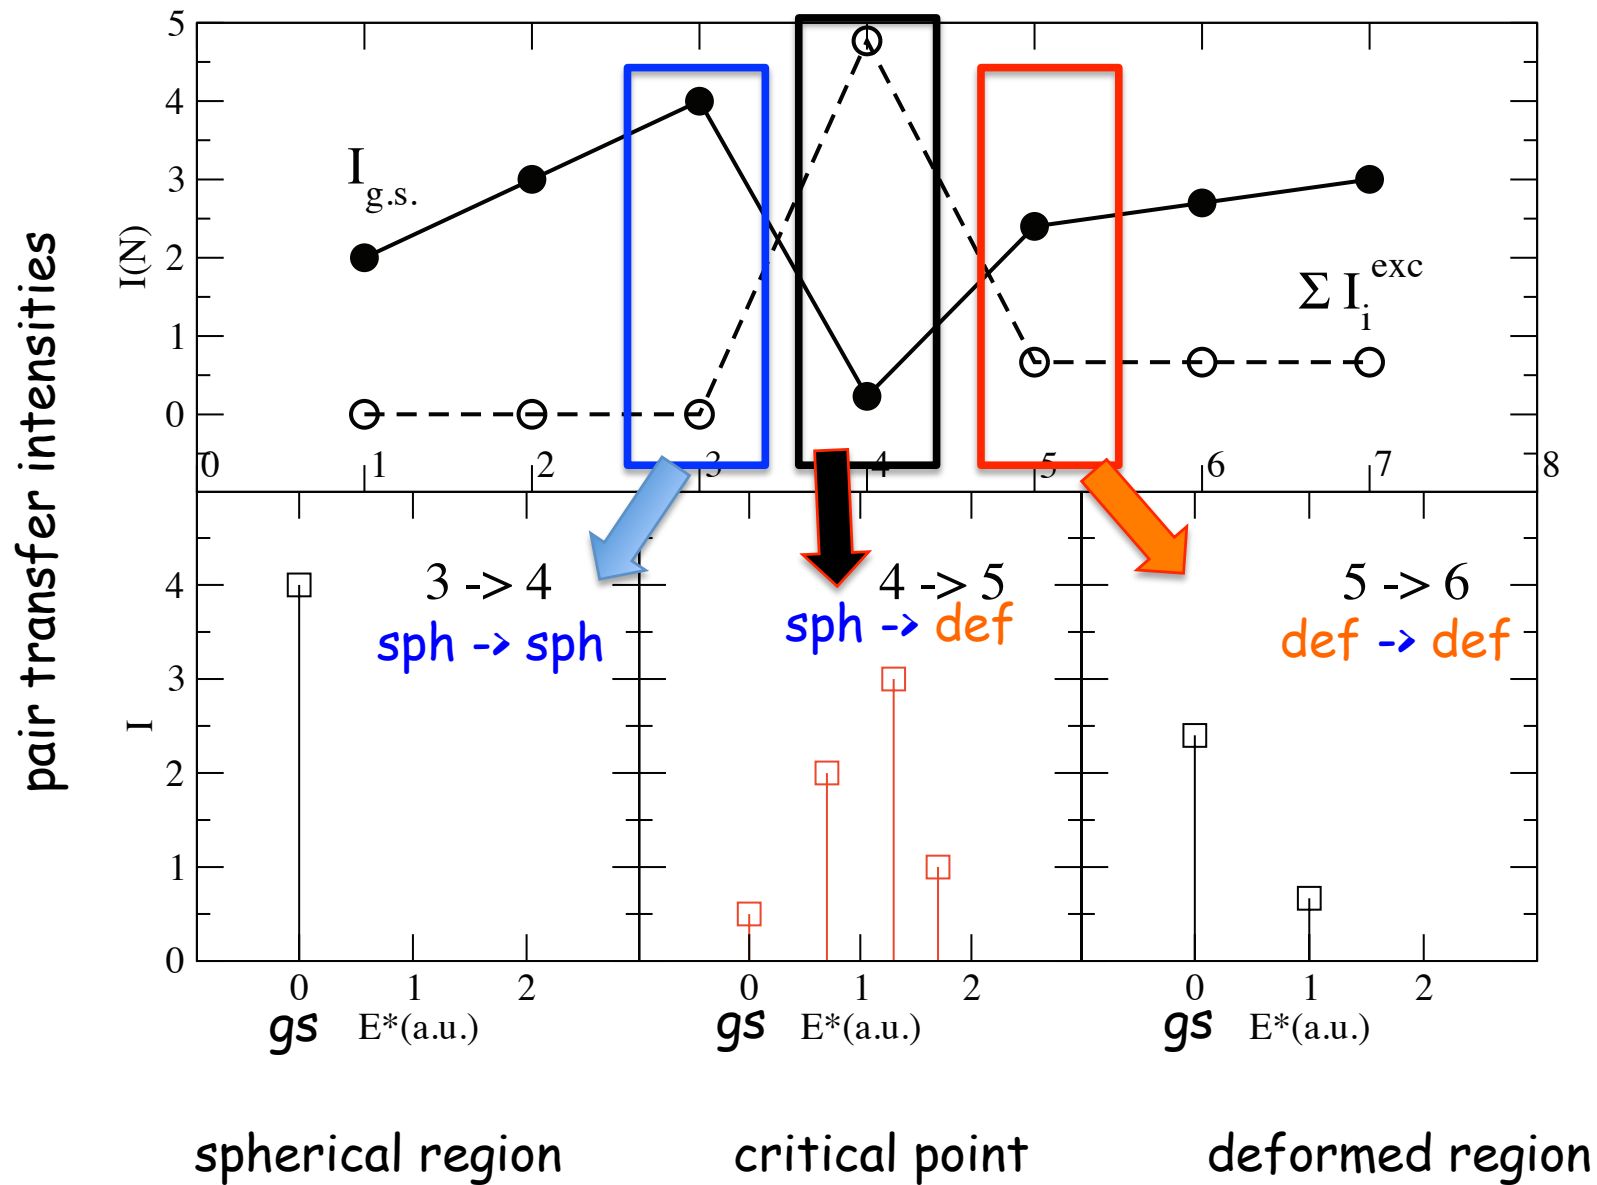 pair transfer intensities
I(N)
5
4
3
2
1
0
I g.s.
Σ I i exc
0 1 2 3 4 5 6 7 8
I
4
3
2
1
0
3 -> 4
sph -> sph
4 -> 5
sph -> def
5 -> 6
def -> def
0 1 2
0 1 2
0 1 2
gs E*(a.u.)
gs E*(a.u.)
gs E*(a.u.)
spherical region
critical point
deformed region